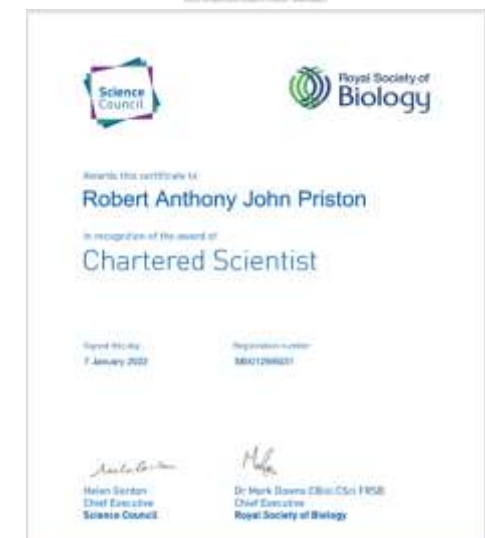 Science
Council
Royal Society of
Biology
Awards this certificate to
Robert Anthony John Priston
in recognition of the award of
Chartered Scientist
Signed this day
Registration number
7 January 2022
Helen Gordon
Dr Mark Downs CBiol CSci FRSB
Chief Executive
Chief Executive
Science Council
Royal Society of Biology